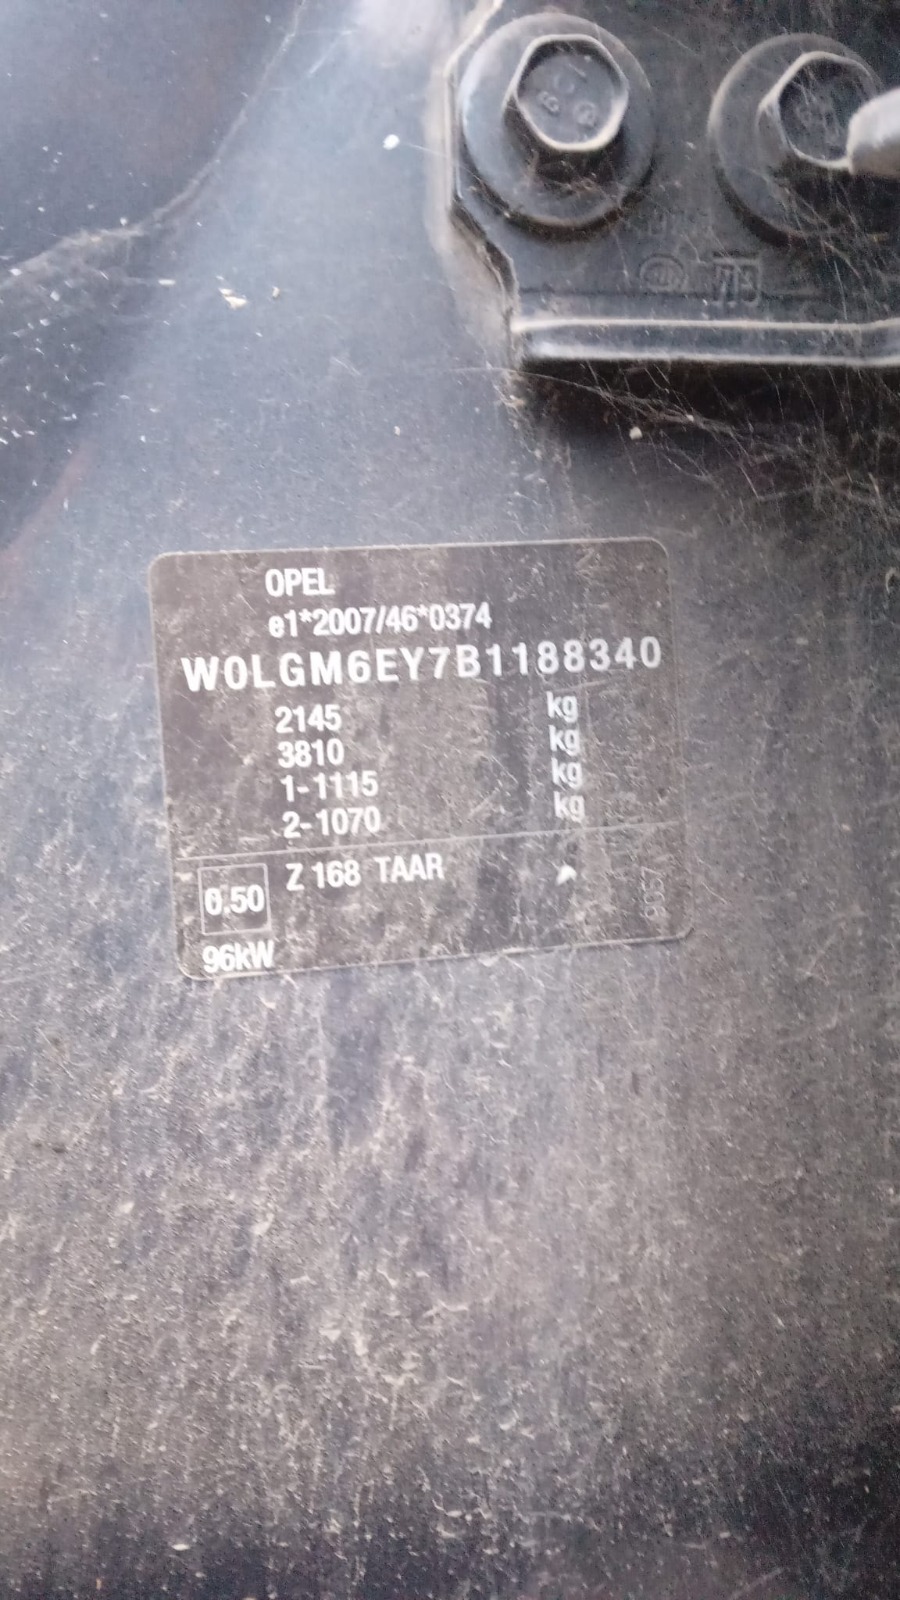 OPEL
e1*2007/46*0374
W0LGM6EY7B1188340
2145 kg
3810 kg
1-1115 kg
2-1070 kg
0.50 Z 168 TAAR
96kW